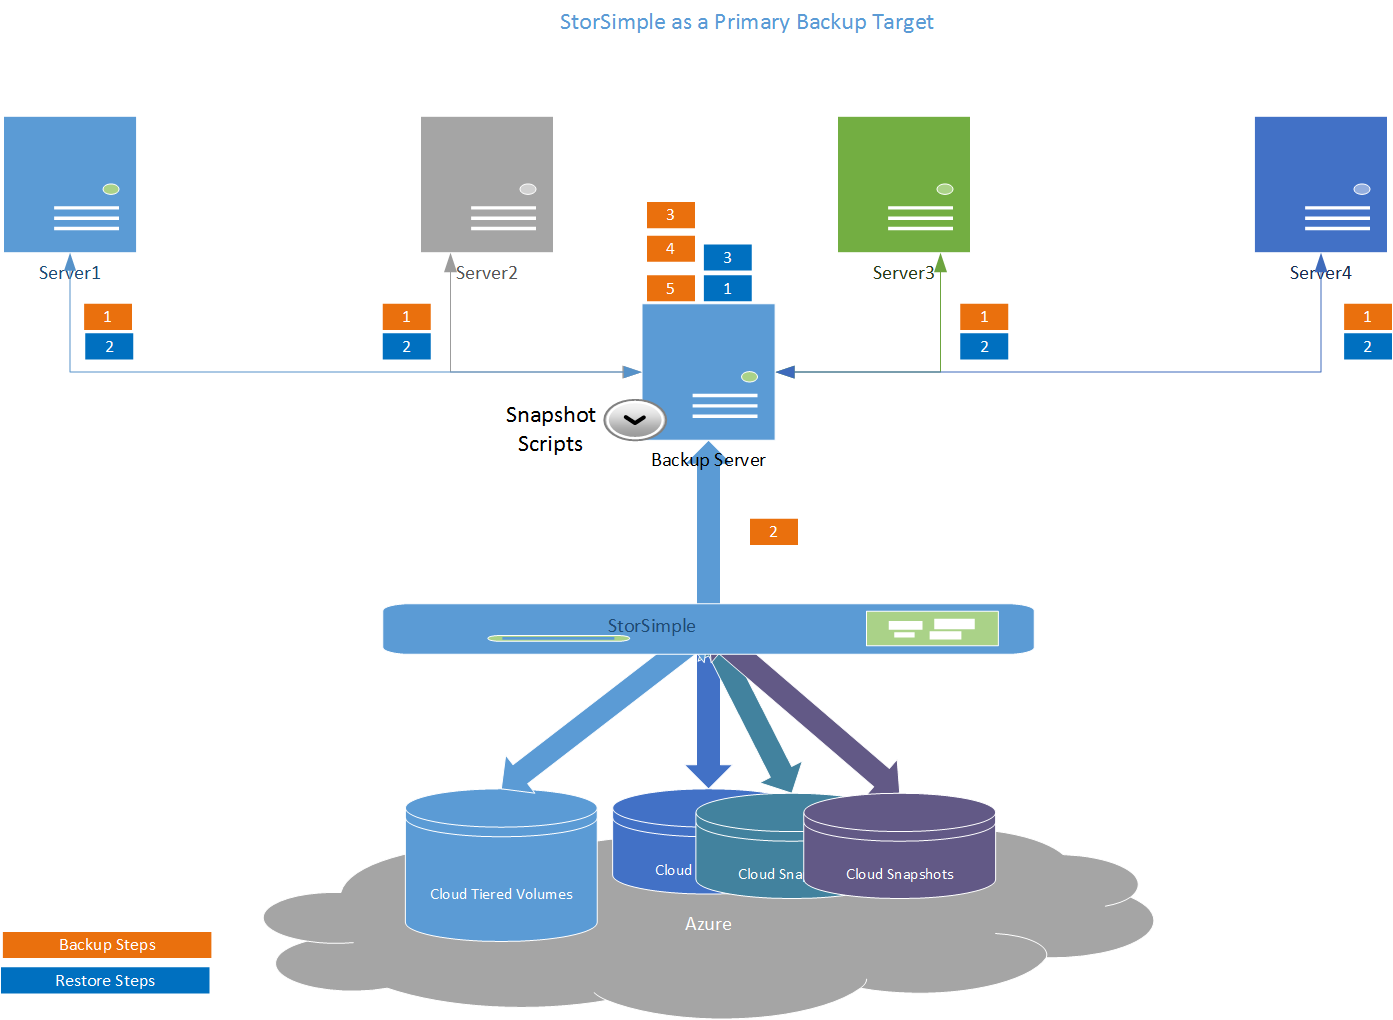 StorSimple as a Primary Backup Target
Server1
Server2
Server3
Server4
3
4
5
3
1
1
2
1
2
1
2
1
2
Snapshot
Scripts
Backup Server
2
StorSimple
Cloud Tiered Volumes
Cloud
Cloud Sna
Cloud Snapshots
Azure
Backup Steps
Restore Steps